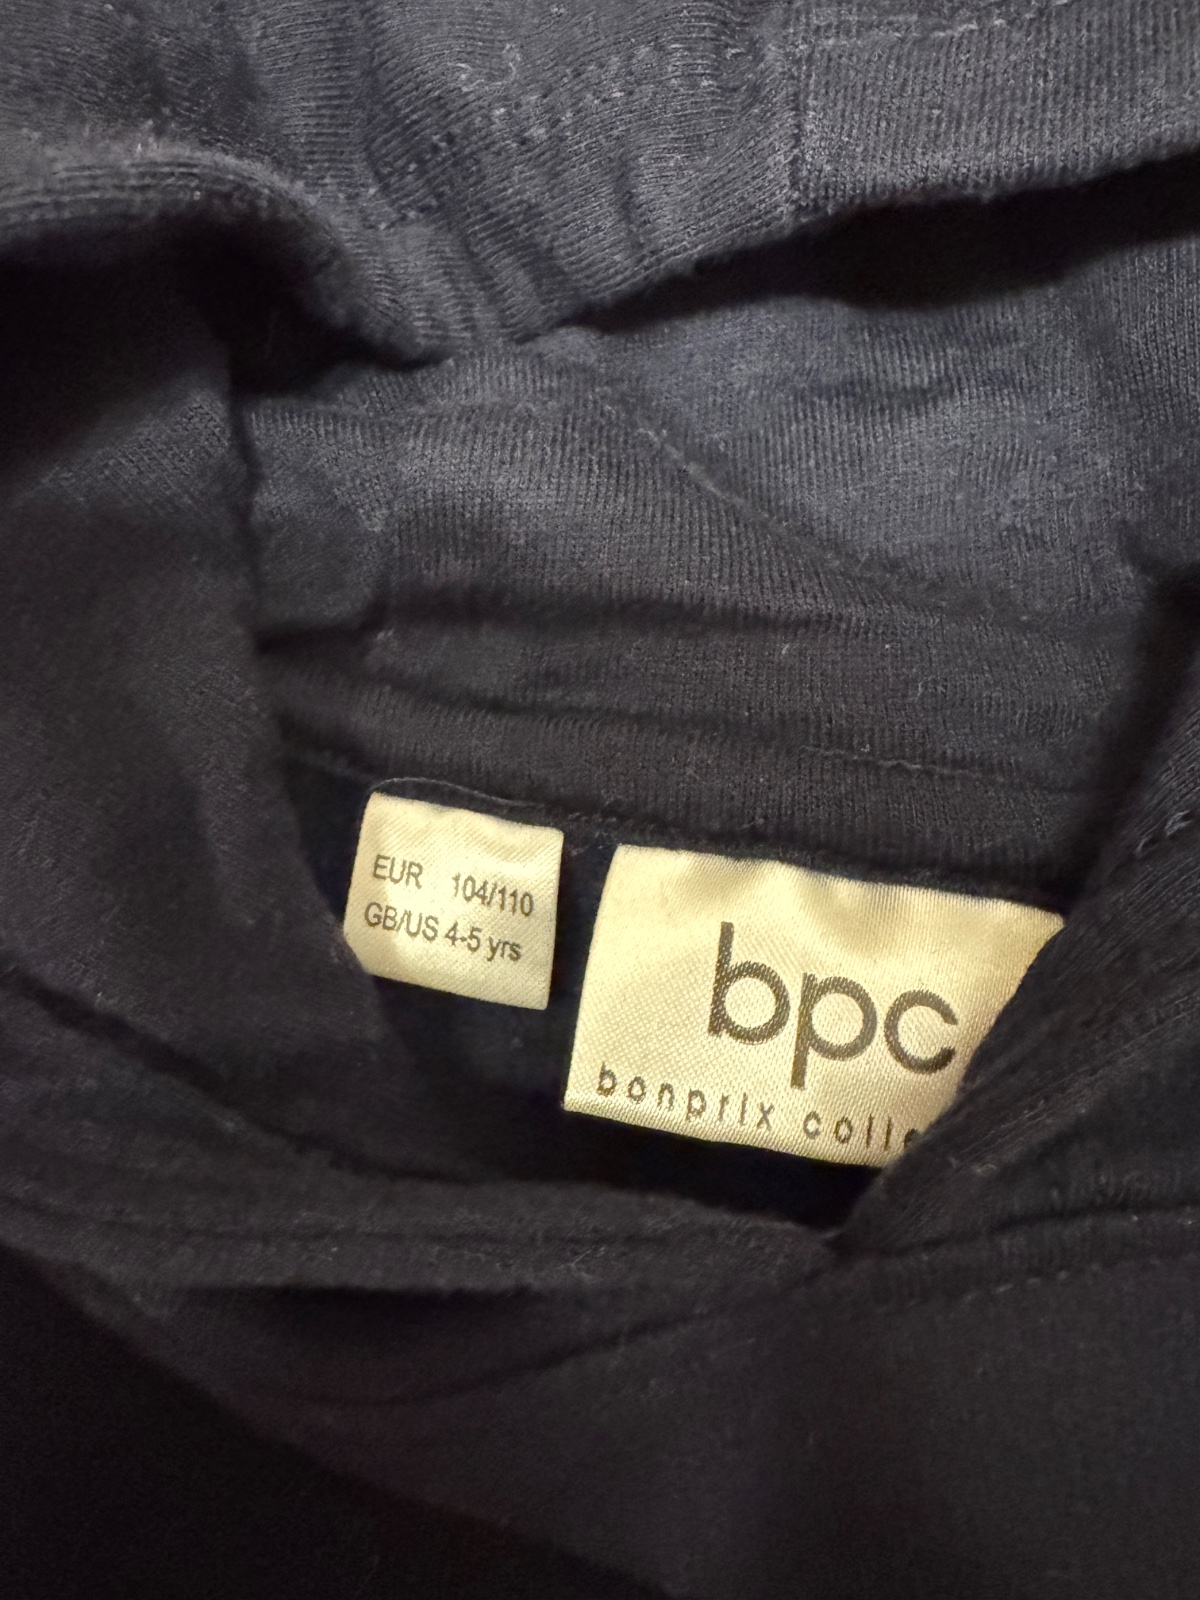 EUR 104/110
GB/US 4-5 yrs
bpc
bonprix colle